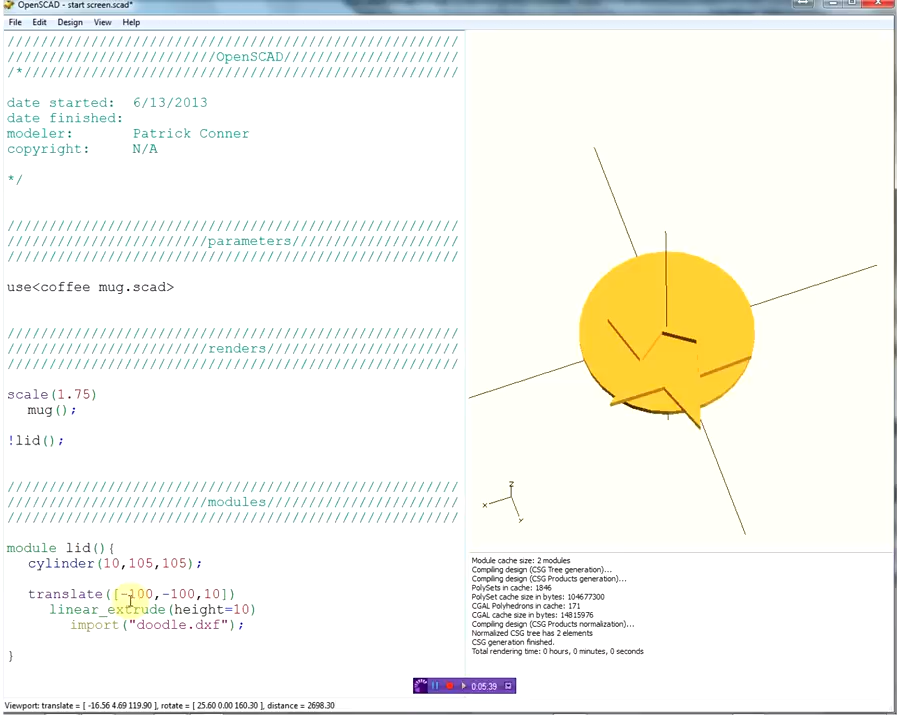 OpenSCAD - start screen.scad*
File Edit Design View Help
//////////////////////////////////////////////////////
/////////////////////////OpenSCAD/////////////////////
/*////////////////////////////////////////////////////
date started: 6/13/2013
date finished:
modeler: Patrick Conner
copyright: N/A
*/
//////////////////////////////////////////////////////
////////////////////////parameters////////////////////
//////////////////////////////////////////////////////
use<coffee mug.scad>
//////////////////////////////////////////////////////
////////////////////////renders///////////////////////
//////////////////////////////////////////////////////
scale(1.75)
mug();
!lid();
//////////////////////////////////////////////////////
////////////////////////modules///////////////////////
//////////////////////////////////////////////////////
module lid(){
cylinder(10,105,105);
translate([-100,-100,10])
linear_extrude(height=10)
import("doodle.dxf");
}
z
x
y
Module cache size: 2 modules
Compiling design (CSG Tree generation)...
Compiling design (CSG Products generation)...
PolySets in cache: 1846
PolySet cache size in bytes: 104677300
CGAL Polyhedrons in cache: 171
CGAL cache size in bytes: 14815976
Compiling design (CSG Products normalization)...
Normalized CSG tree has 2 elements
CSG generation finished.
Total rendering time: 0 hours, 0 minutes, 0 seconds
0:05:39
Viewport: translate = [ -16.56 4.69 119.90 ], rotate = [ 25.60 0.00 160.30 ], distance = 2698.30